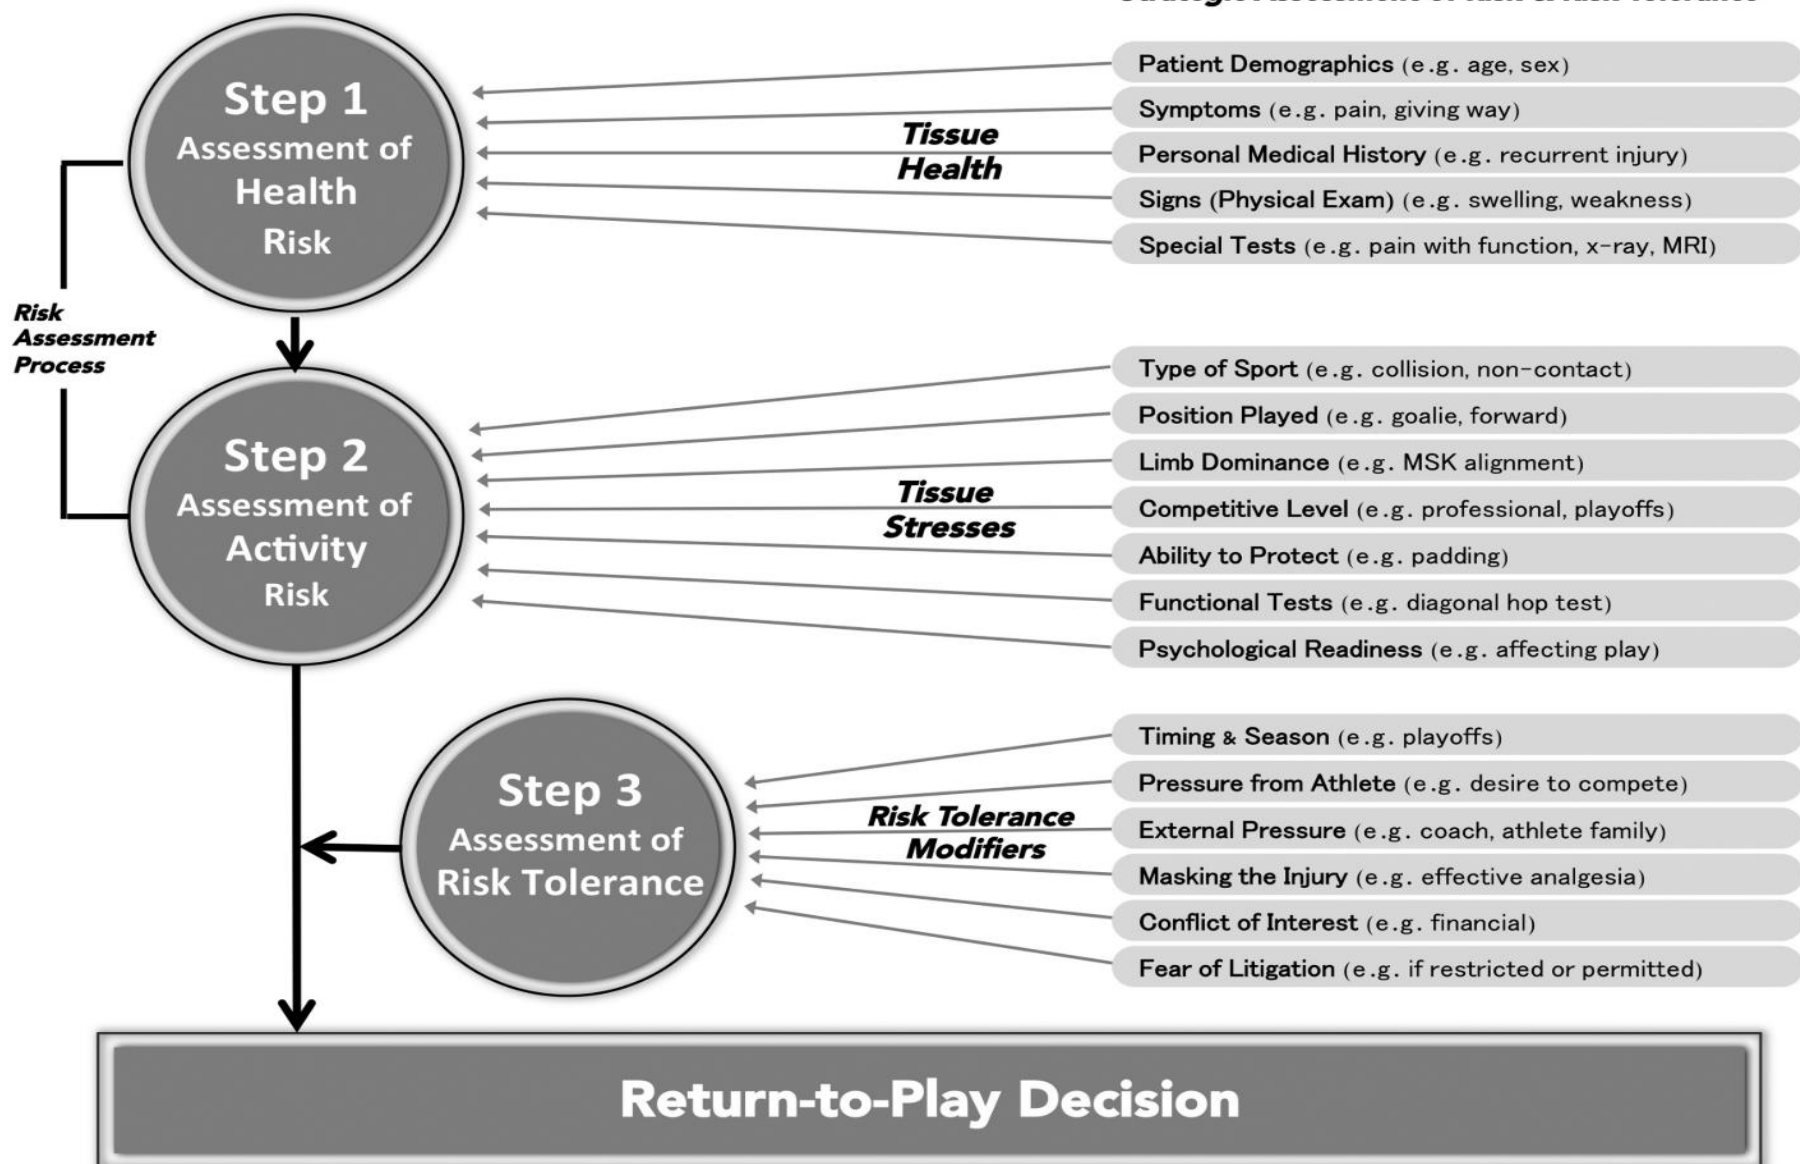 Step 1
Assessment of
Health
Risk
Tissue
Health
Patient Demographics (e.g. age, sex)
Symptoms (e.g. pain, giving way)
Personal Medical History (e.g. recurrent injury)
Signs (Physical Exam) (e.g. swelling, weakness)
Special Tests (e.g. pain with function, x-ray, MRI)
Risk
Assessment
Process
Step 2
Assessment of
Activity
Risk
Tissue
Stresses
Type of Sport (e.g. collision, non-contact)
Position Played (e.g. goalie, forward)
Limb Dominance (e.g. MSK alignment)
Competitive Level (e.g. professional, playoffs)
Ability to Protect (e.g. padding)
Functional Tests (e.g. diagonal hop test)
Psychological Readiness (e.g. affecting play)
Step 3
Assessment of
Risk Tolerance
Risk Tolerance
Modifiers
Timing & Season (e.g. playoffs)
Pressure from Athlete (e.g. desire to compete)
External Pressure (e.g. coach, athlete family)
Masking the Injury (e.g. effective analgesia)
Conflict of Interest (e.g. financial)
Fear of Litigation (e.g. if restricted or permitted)
Return-to-Play Decision